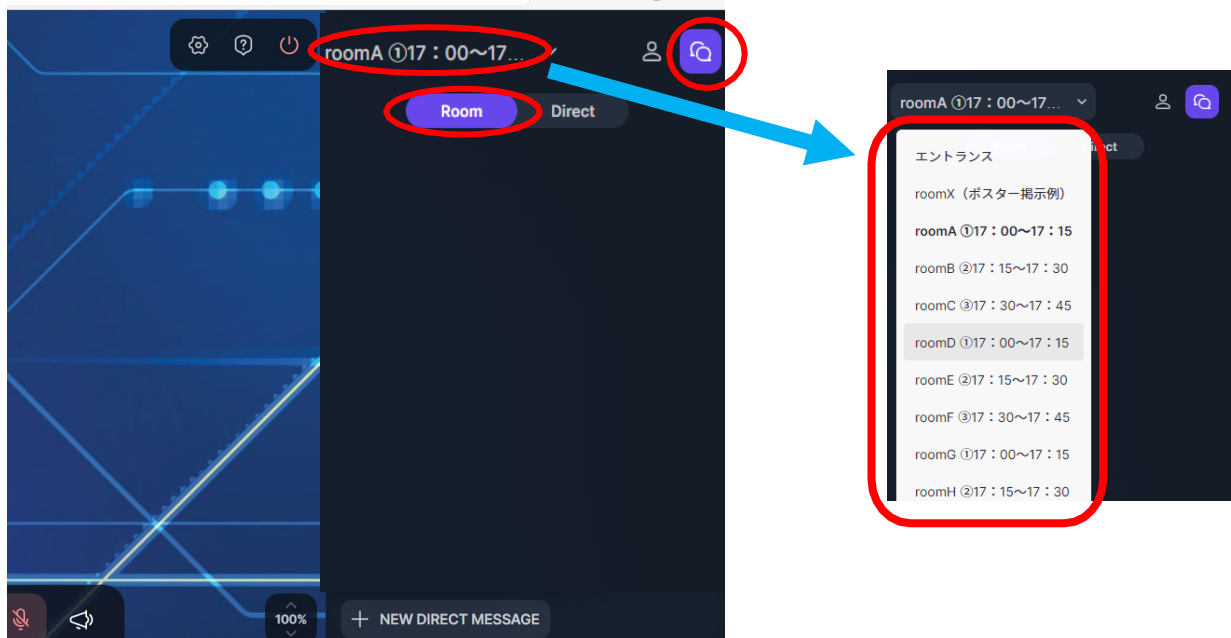 roomA ①17：00〜17...
Room
Direct
100%
NEW DIRECT MESSAGE
roomA ①17：00〜17...
エントランス
roomX（ポスター掲示例）
roomA ①17：00〜17：15
roomB ②17：15〜17：30
roomC ③17：30〜17：45
roomD ①17：00〜17：15
roomE ②17：15〜17：30
roomF ③17：30〜17：45
roomG ①17：00〜17：15
roomH ②17：15〜17：30